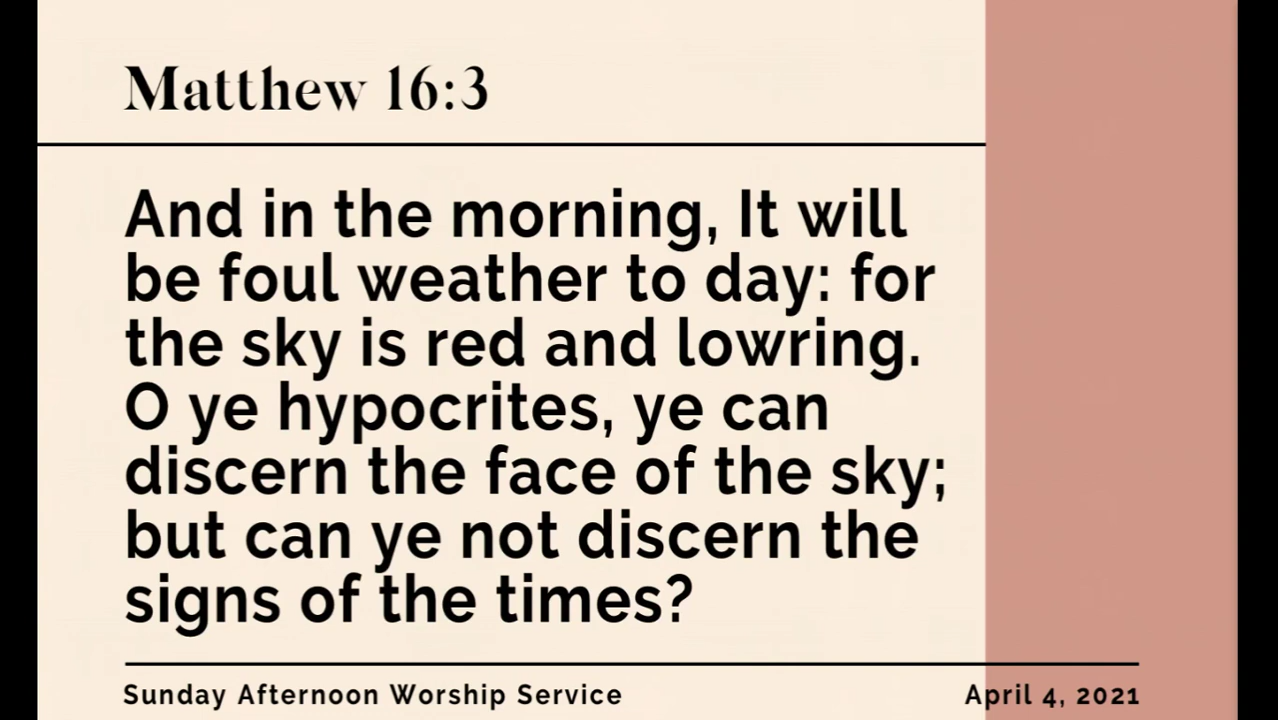 Matthew 16:3
And in the morning, It will
be foul weather to day: for
the sky is red and lowring.
O ye hypocrites, ye can
discern the face of the sky;
but can ye not discern the
signs of the times?
Sunday Afternoon Worship Service
April 4, 2021